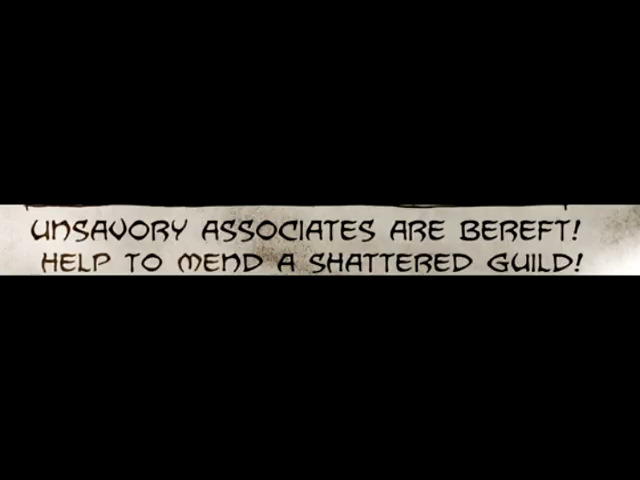 UNSAVORY ASSOCIATES ARE BEREFT!
HELP TO MEND A SHATTERED GUILD!